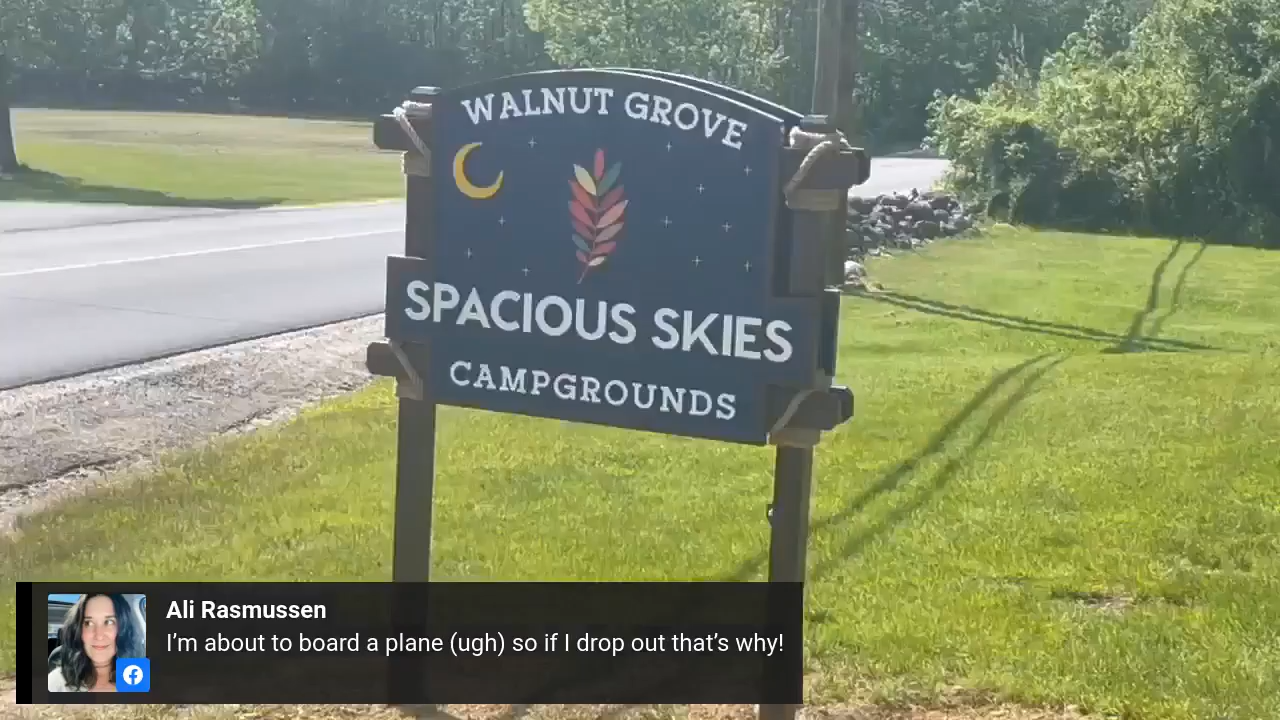 WALNUT GROVE
SPACIOUS SKIES
CAMPGROUNDS
Ali Rasmussen
I’m about to board a plane (ugh) so if I drop out that’s why!